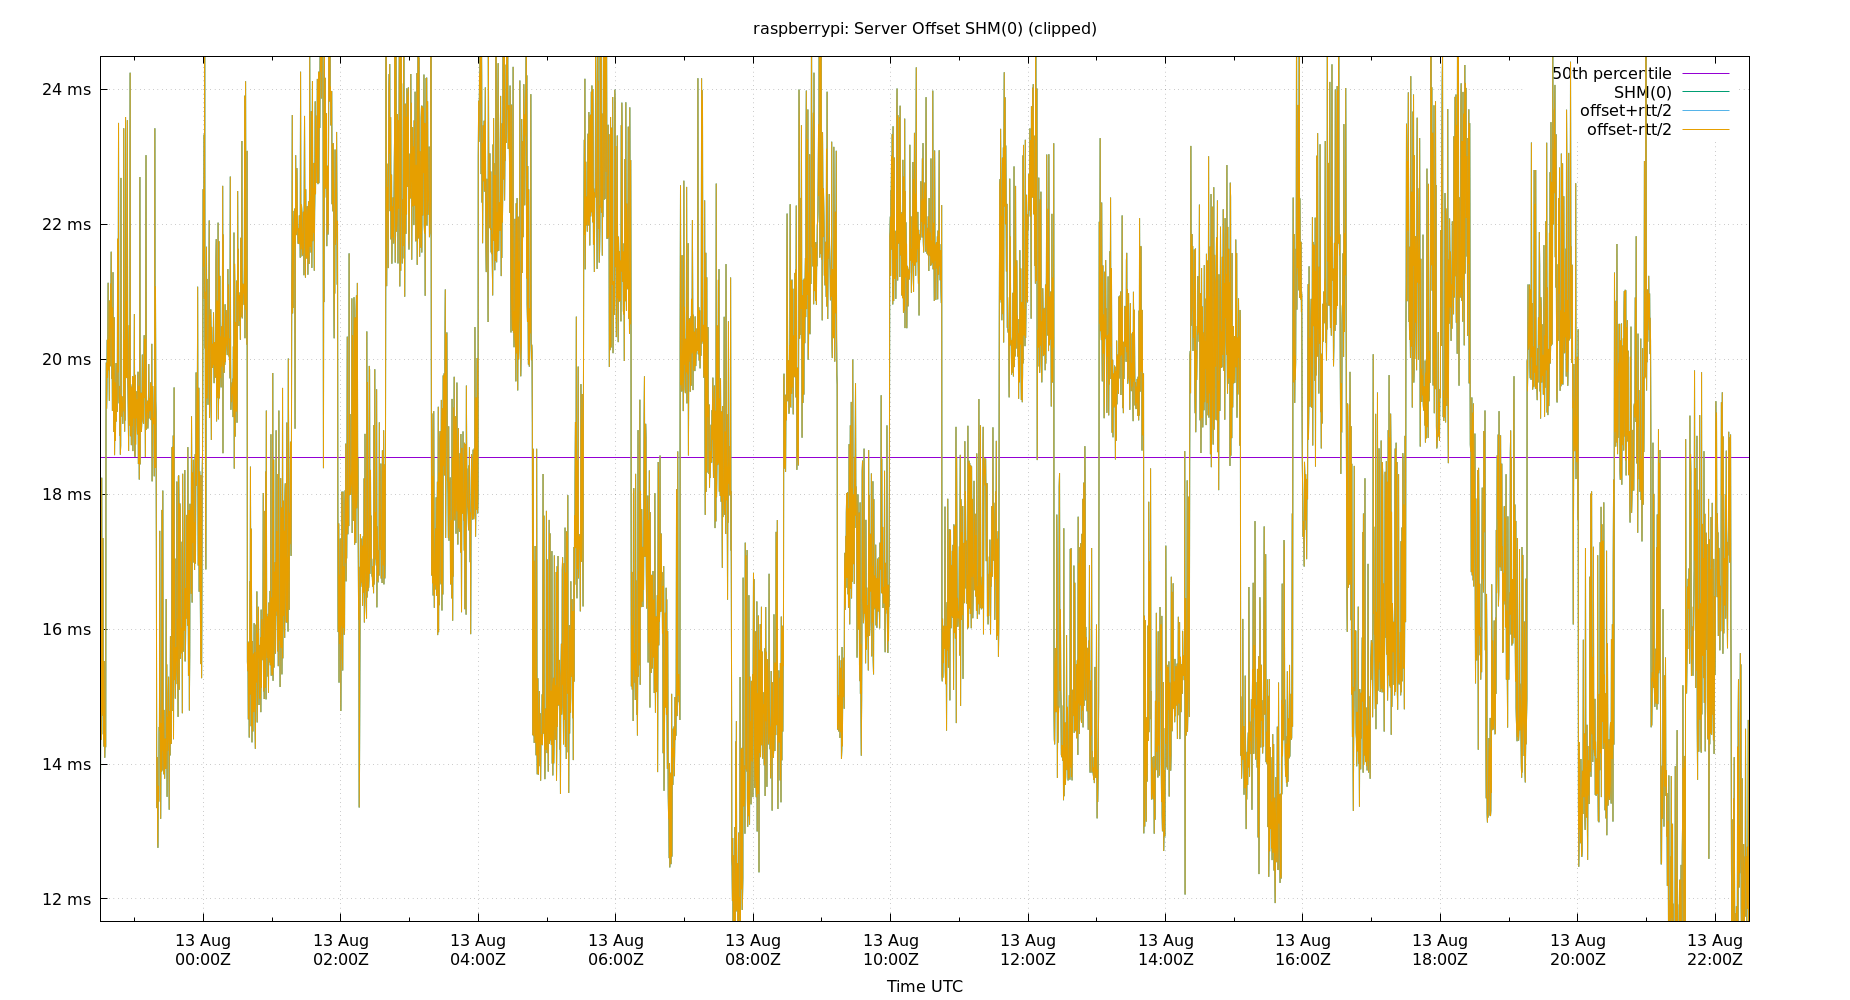 raspberrypi: Server Offset SHM(0) (clipped)
50th percentile
SHM(0)
offset+rtt/2
offset-rtt/2
24 ms
22 ms
20 ms
18 ms
16 ms
14 ms
12 ms
13 Aug 13 Aug 13 Aug 13 Aug 13 Aug 13 Aug 13 Aug 13 Aug 13 Aug 13 Aug 13 Aug 13 Aug
00:00Z 02:00Z 04:00Z 06:00Z 08:00Z 10:00Z 12:00Z 14:00Z 16:00Z 18:00Z 20:00Z 22:00Z
Time UTC